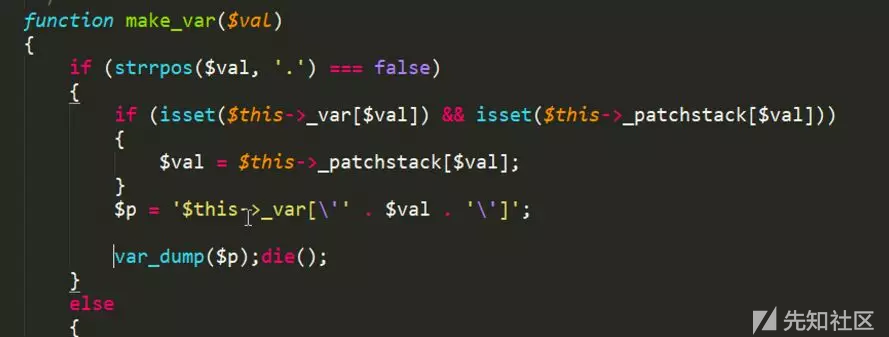 function make_var($val)
{
if (strrpos($val, '.') === false)
{
if (isset($this->_var[$val]) && isset($this->_patchstack[$val]))
{
$val = $this->_patchstack[$val];
}
$p = '$this->_var[\'' . $val . '\']';
var_dump($p);die();
}
else
{
先知社区